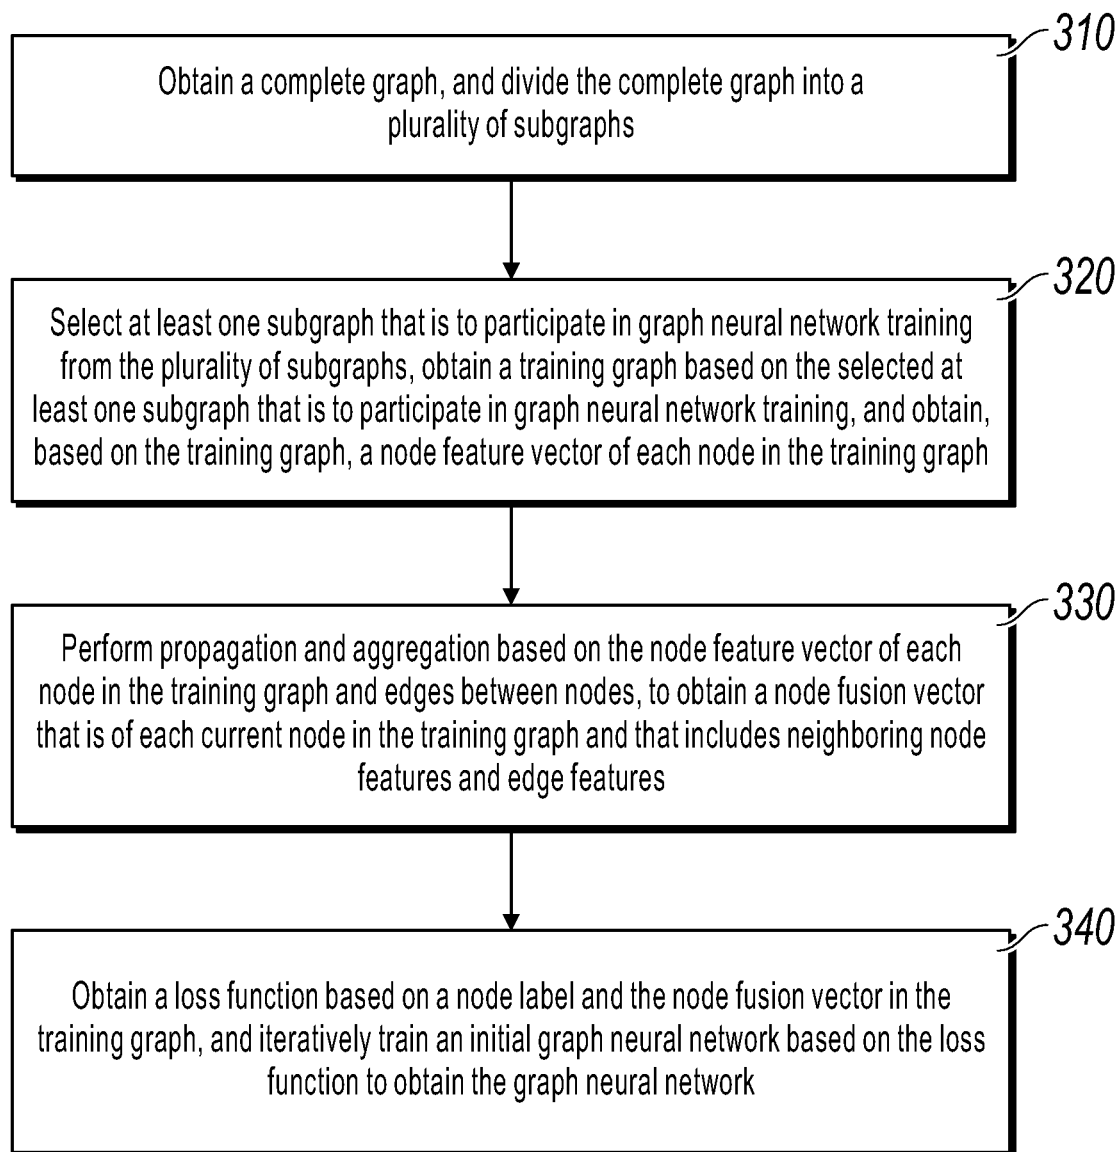 310
Obtain a complete graph, and divide the complete graph into a
plurality of subgraphs
320
Select at least one subgraph that is to participate in graph neural network training
from the plurality of subgraphs, obtain a training graph based on the selected at
least one subgraph that is to participate in graph neural network training, and obtain,
based on the training graph, a node feature vector of each node in the training graph
330
Perform propagation and aggregation based on the node feature vector of each
node in the training graph and edges between nodes, to obtain a node fusion vector
that is of each current node in the training graph and that includes neighboring node
features and edge features
340
Obtain a loss function based on a node label and the node fusion vector in the
training graph, and iteratively train an initial graph neural network based on the loss
function to obtain the graph neural network